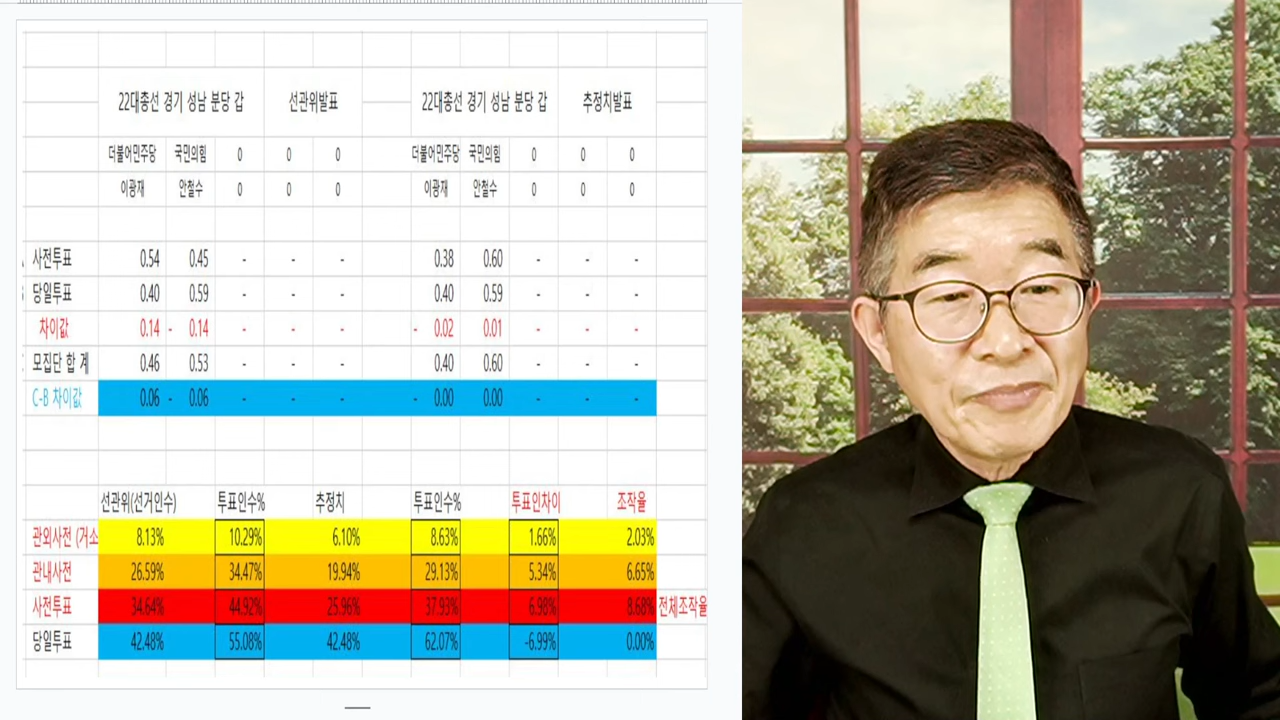 22대총선 경기 성남 분당 갑 선관위발표 22대총선 경기 성남 분당 갑 추정치발표
더불어민주당 국민의힘 0 0 0 더불어민주당 국민의힘 0 0 0
이광재 안철수 0 0 0 이광재 안철수 0 0 0
사전투표 0.54 0.45 - - - 0.38 0.60 - - -
당일투표 0.40 0.59 - - - 0.40 0.59 - - -
차이값 0.14 - 0.14 - - - - 0.02 0.01 - - -
모집단 합 계 0.46 0.53 - - - 0.40 0.60 - - -
C-B 차이값 0.06 - 0.06 - - - - 0.00 0.00 - - -
선관위(선거인수) 투표인수% 추정치 투표인수% 투표인차이 조작율
관외사전 (거소 8.13% 10.29% 6.10% 8.63% 1.66% 2.03%
관내사전 26.59% 34.47% 19.94% 29.13% 5.34% 6.65%
사전투표 34.64% 44.92% 25.96% 37.93% 6.98% 8.68% 전체조작율
당일투표 42.48% 55.08% 42.48% 62.07% -6.99% 0.00%